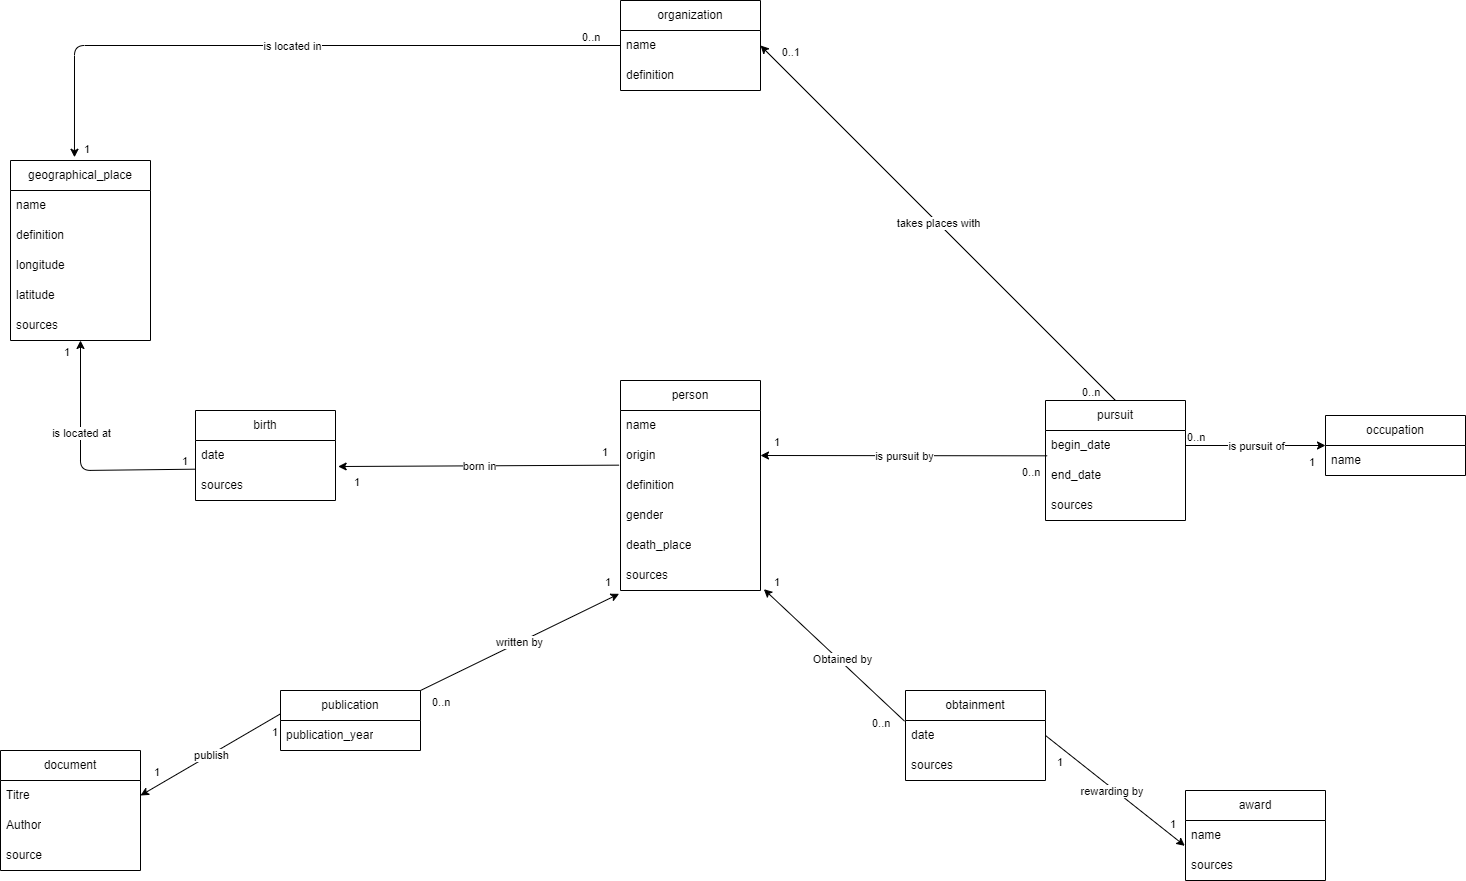 organization
name
definition
0..n
is located in
1
0..1
takes places with
0..n
geographical_place
name
definition
longitude
latitude
sources
1
is located at
1
birth
date
sources
1
born in
1
person
name
origin
definition
gender
death_place
sources
1
is pursuit by
0..n
pursuit
begin_date
end_date
sources
0..n
is pursuit of
1
occupation
name
1
written by
0..n
publication
publication_year
1
publish
1
document
Titre
Author
source
1
Obtained by
0..n
obtainment
date
sources
1
rewarding by
1
award
name
sources